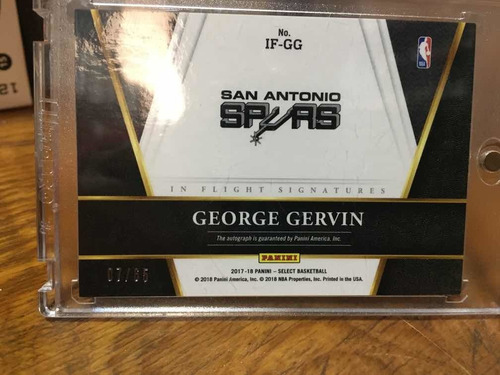 No.
IF-GG
NBA
SAN ANTONIO
SPURS
IN FLIGHT SIGNATURES
GEORGE GERVIN
The autograph is guaranteed by Panini America, Inc.
PANINI
2017-18 PANINI – SELECT BASKETBALL
© 2018 Panini America, Inc. © 2018 NBA Properties, Inc. Printed in the USA.